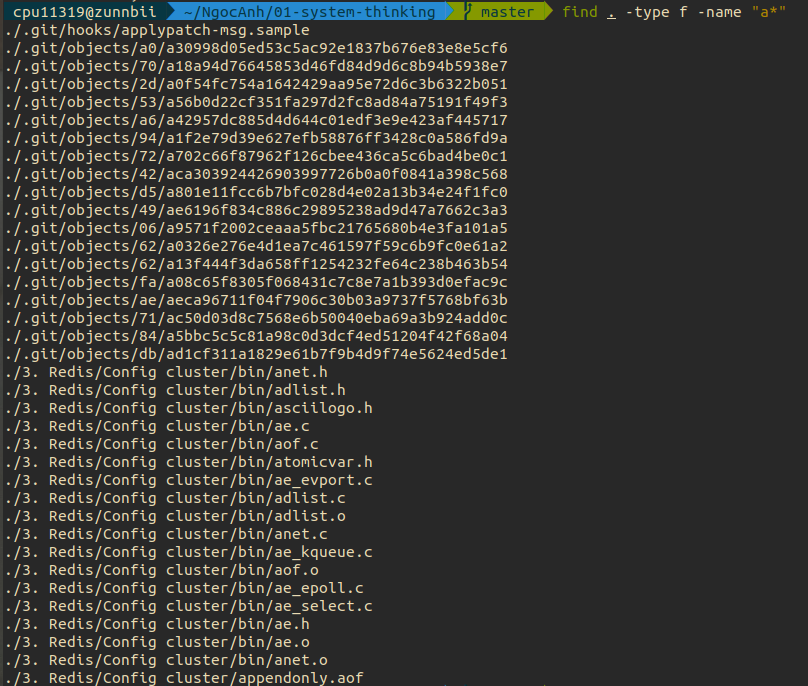 cpu11319@zunnbii ~/NgocAnh/01-system-thinking master find . -type f -name "a*"
./.git/hooks/applypatch-msg.sample
./.git/objects/a0/a30998d05ed53c5ac92e1837b676e83e8e5cf6
./.git/objects/70/a18a94d76645853d46fd84d9d6c8b94b5938e7
./.git/objects/2d/a0f54fc754a1642429aa95e72d6c3b6322b051
./.git/objects/53/a56b0d22cf351fa297d2fc8ad84a75191f49f3
./.git/objects/a6/a42957dc885d4d644c01edf3e9e423af445717
./.git/objects/94/a1f2e79d39e627efb58876ff3428c0a586fd9a
./.git/objects/72/a702c66f87962f126cbee436ca5c6bad4be0c1
./.git/objects/42/aca303924426903997726b0a0f0841a398c568
./.git/objects/d5/a801e11fcc6b7bfc028d4e02a13b34e24f1fc0
./.git/objects/49/ae6196f834c886c29895238ad9d47a7662c3a3
./.git/objects/06/a9571f2002ceaaa5fbc21765680b4e3fa101a5
./.git/objects/62/a0326e276e4d1ea7c461597f59c6b9fc0e61a2
./.git/objects/62/a13f444f3da658ff1254232fe64c238b463b54
./.git/objects/fa/a08c65f8305f068431c7c8e7a1b393d0efac9c
./.git/objects/ae/aeca96711f04f7906c30b03a9737f5768bf63b
./.git/objects/71/ac50d03d8c7568e6b50040eba69a3b924add0c
./.git/objects/84/a5bbc5c5c81a98c0d3dcf4ed51204f42f68a04
./.git/objects/db/ad1cf311a1829e61b7f9b4d9f74e5624ed5de1
./3. Redis/Config cluster/bin/anet.h
./3. Redis/Config cluster/bin/adlist.h
./3. Redis/Config cluster/bin/asciilogo.h
./3. Redis/Config cluster/bin/ae.c
./3. Redis/Config cluster/bin/aof.c
./3. Redis/Config cluster/bin/atomicvar.h
./3. Redis/Config cluster/bin/ae_evport.c
./3. Redis/Config cluster/bin/adlist.c
./3. Redis/Config cluster/bin/adlist.o
./3. Redis/Config cluster/bin/anet.c
./3. Redis/Config cluster/bin/ae_kqueue.c
./3. Redis/Config cluster/bin/aof.o
./3. Redis/Config cluster/bin/ae_epoll.c
./3. Redis/Config cluster/bin/ae_select.c
./3. Redis/Config cluster/bin/ae.h
./3. Redis/Config cluster/bin/ae.o
./3. Redis/Config cluster/bin/anet.o
./3. Redis/Config cluster/appendonly.aof